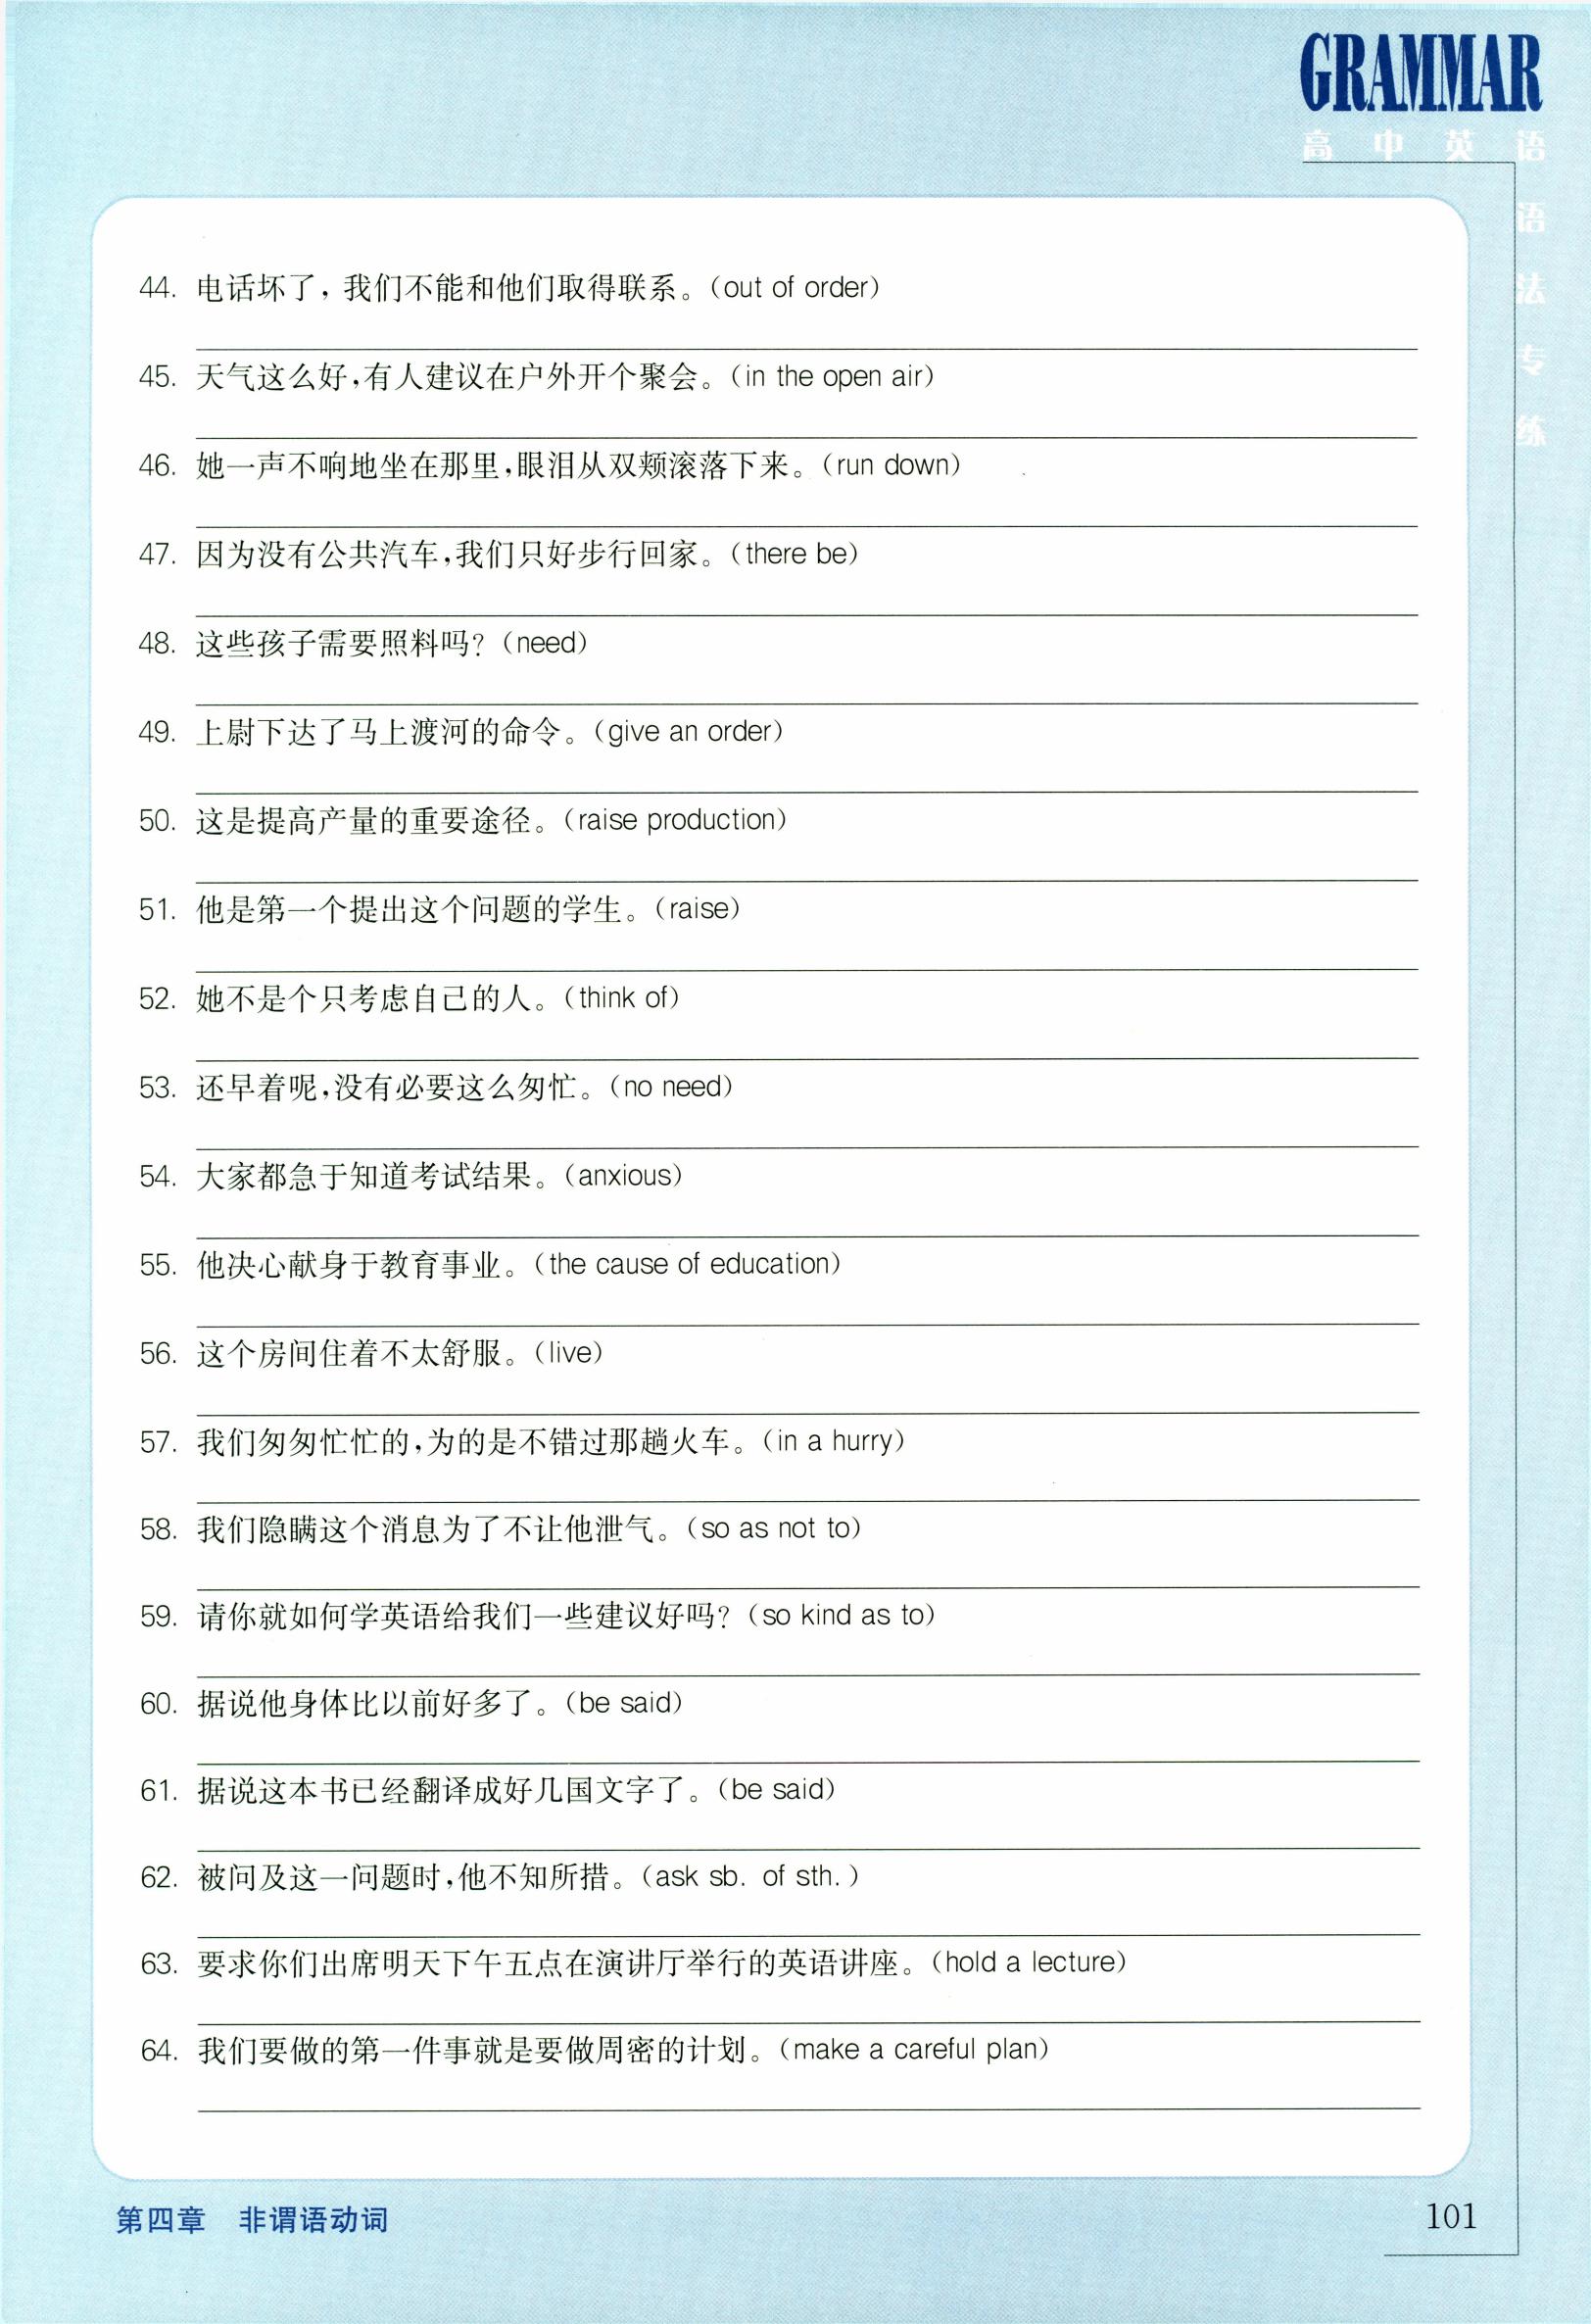 GRAMMAR
高中英语
语
法
专
练
44. 电话坏了，我们不能和他们取得联系。（out of order）
45. 天气这么好，有人建议在户外开个聚会。（in the open air）
46. 她一声不响地坐在那里，眼泪从双颊滚落下来。（run down）
47. 因为没有公共汽车，我们只好步行回家。（there be）
48. 这些孩子需要照料吗？（need）
49. 上尉下达了马上渡河的命令。（give an order）
50. 这是提高产量的重要途径。（raise production）
51. 他是第一个提出这个问题的学生。（raise）
52. 她不是个只考虑自己的人。（think of）
53. 还早着呢，没有必要这么匆忙。（no need）
54. 大家都急于知道考试结果。（anxious）
55. 他决心献身于教育事业。（the cause of education）
56. 这个房间住着不太舒服。（live）
57. 我们匆匆忙忙的，为的是不错过那趟火车。（in a hurry）
58. 我们隐瞒这个消息为了不让他泄气。（so as not to）
59. 请你就如何学英语给我们一些建议好吗？（so kind as to）
60. 据说他身体比以前好多了。（be said）
61. 据说这本书已经翻译成好几国文字了。（be said）
62. 被问及这一问题时，他不知所措。（ask sb. of sth.）
63. 要求你们出席明天下午五点在演讲厅举行的英语讲座。（hold a lecture）
64. 我们要做的第一件事就是要做周密的计划。（make a careful plan）
第四章 非谓语动词
101